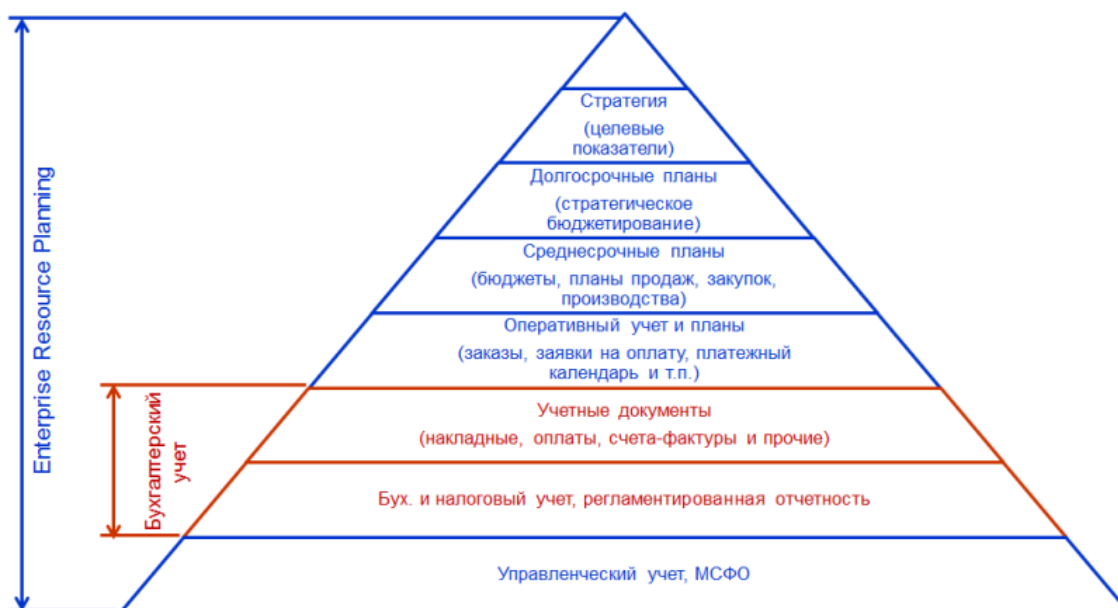 Enterprise Resource Planning
Стратегия
(целевые
показатели)
Долгосрочные планы
(стратегическое
бюджетирование)
Среднесрочные планы
(бюджеты, планы продаж, закупок,
производства)
Оперативный учет и планы
(заказы, заявки на оплату, платежный
календарь и т.п.)
Бухгалтерский
учет
Учетные документы
(накладные, оплаты, счета-фактуры и прочие)
Бух. и налоговый учет, регламентированная отчетность
Управленческий учет, МСФО